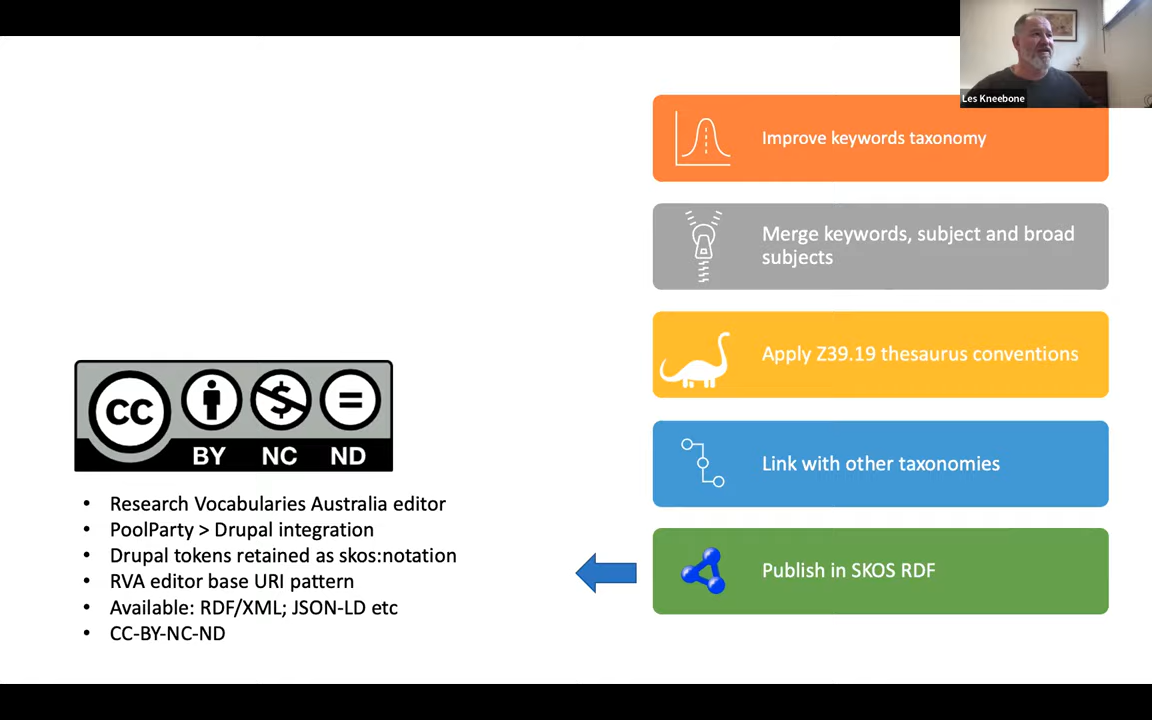 Les Kneebone
Improve keywords taxonomy
Merge keywords, subject and broad
subjects
Apply Z39.19 thesaurus conventions
Link with other taxonomies
Publish in SKOS RDF
CC
BY NC ND
• Research Vocabularies Australia editor
• PoolParty > Drupal integration
• Drupal tokens retained as skos:notation
• RVA editor base URI pattern
• Available: RDF/XML; JSON-LD etc
• CC-BY-NC-ND